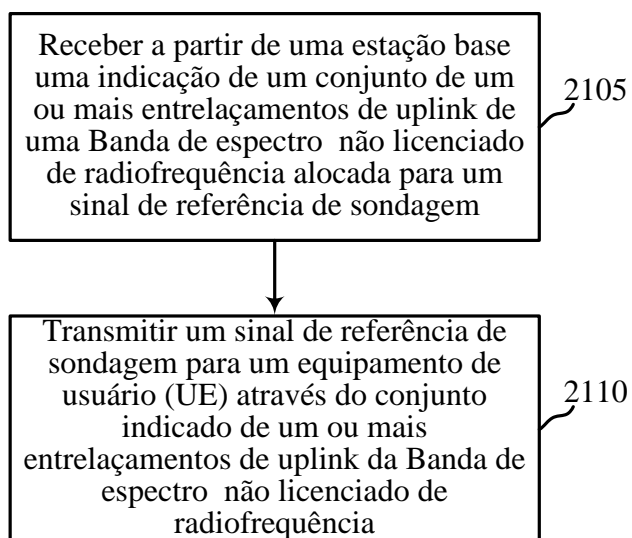 Receber a partir de uma estação base
uma indicação de um conjunto de um
ou mais entrelaçamentos de uplink de
uma Banda de espectro não licenciado
de radiofrequência alocada para um
sinal de referência de sondagem
2105
Transmitir um sinal de referência de
sondagem para um equipamento de
usuário (UE) através do conjunto
indicado de um ou mais
entrelaçamentos de uplink da Banda de
espectro não licenciado de
radiofrequência
2110